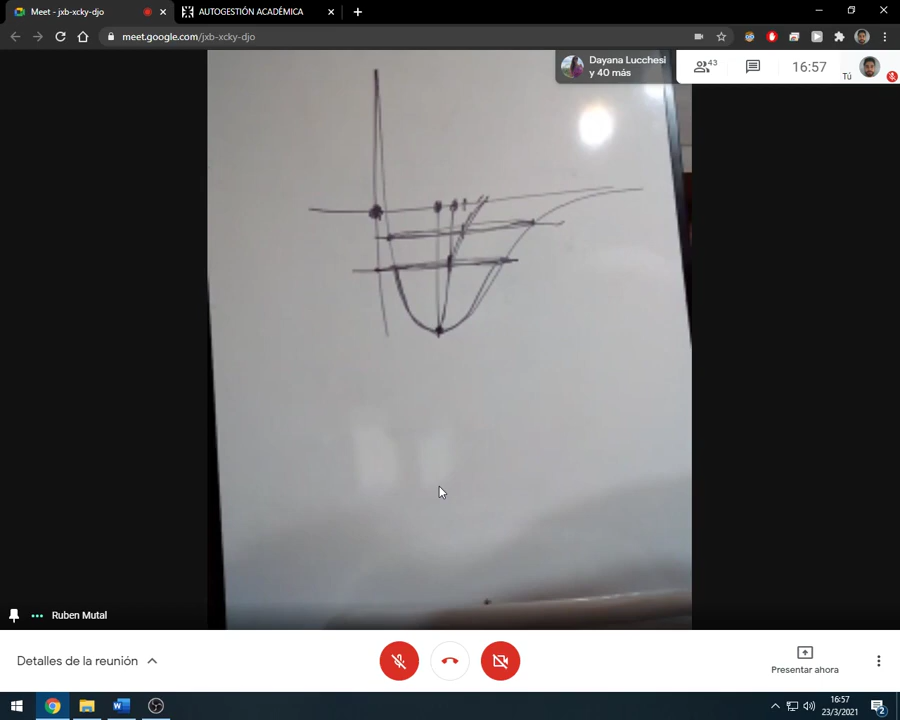 Meet - jxb-xcky-djo
AUTOGESTIÓN ACADÉMICA
meet.google.com/jxb-xcky-djo
Dayana Lucchesi
y 40 más
43
16:57
Tú
Ruben Mutal
Detalles de la reunión
Presentar ahora
16:57
23/3/2021
2